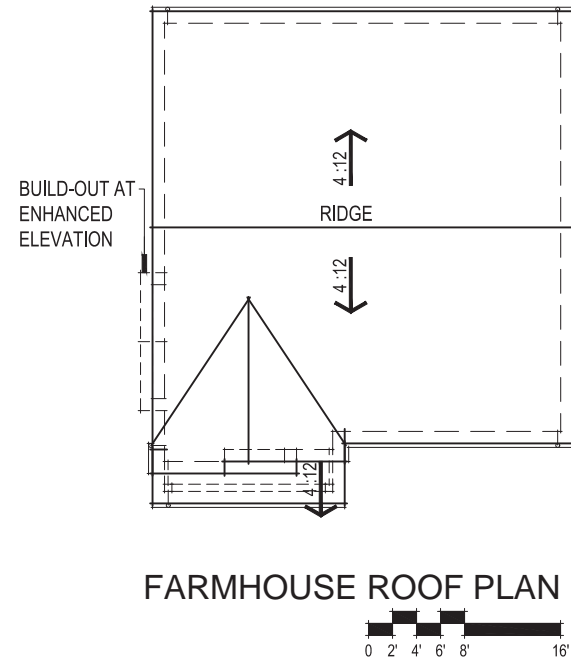 4 :12
BUILD-OUT AT
ENHANCED
ELEVATION
RIDGE
4 :12
4 :12
FARMHOUSE ROOF PLAN
0 2' 4' 6' 8' 16'